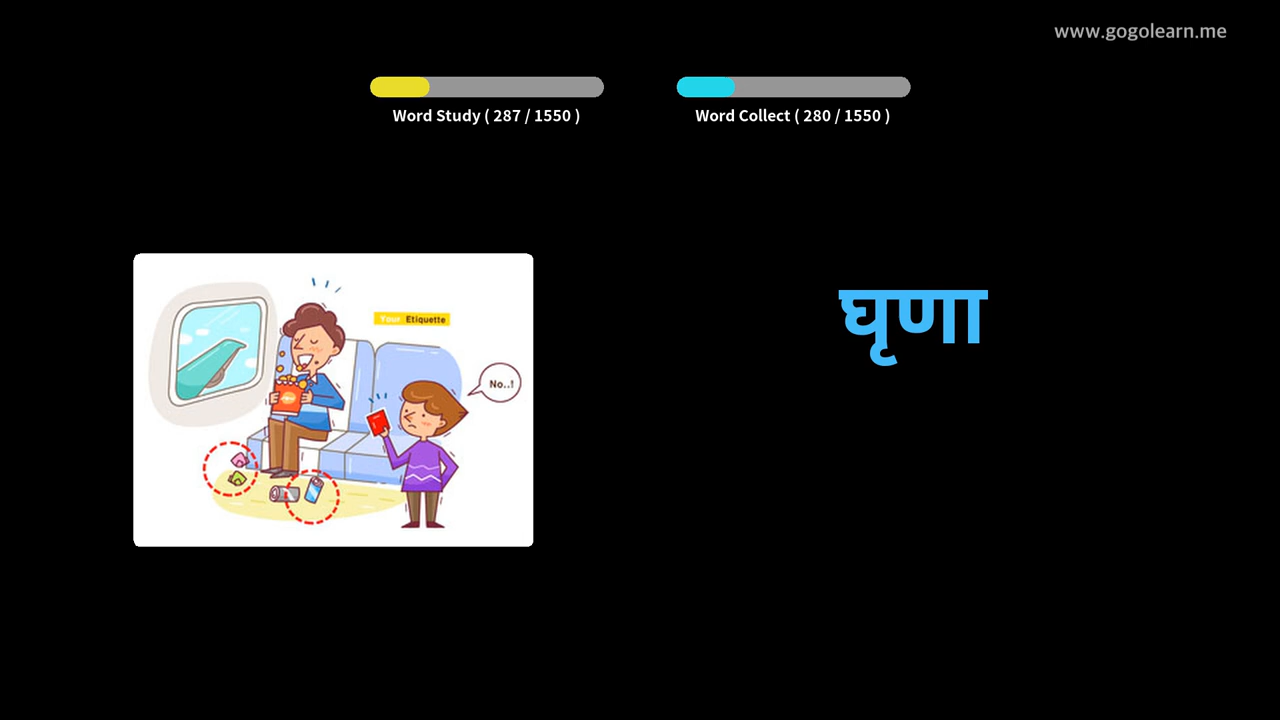 www.gogolearn.me
Word Study ( 287 / 1550 )
Word Collect ( 280 / 1550 )
Your Etiquette
No..!
घृणा